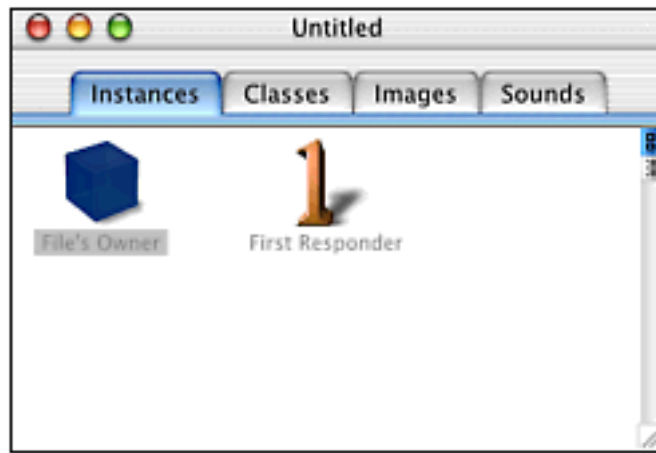 Untitled
Instances Classes Images Sounds
File's Owner First Responder